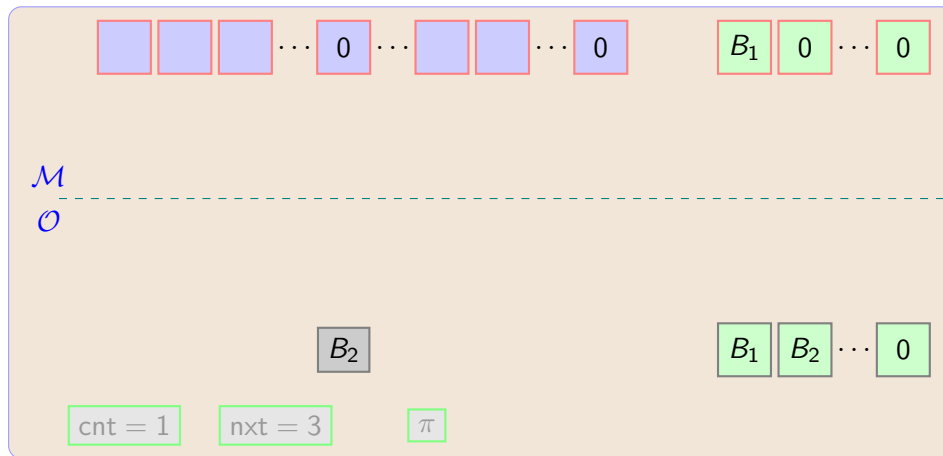 ··· 0 ··· ··· 0 B₁ 0 ··· 0
ℳ
𝒪
B₂ B₁ B₂ ··· 0
cnt = 1 nxt = 3 π